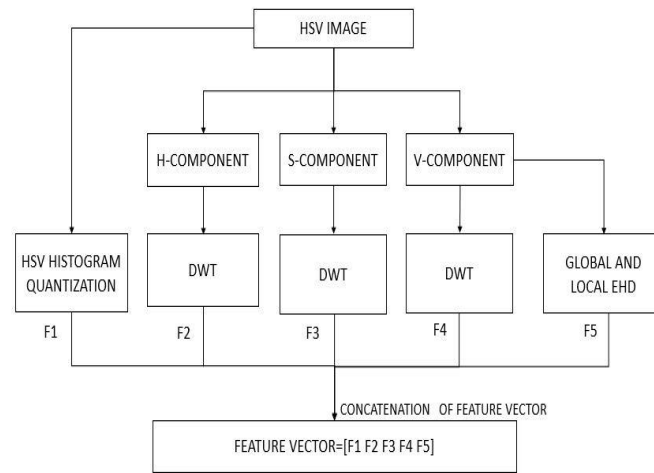 HSV IMAGE
H-COMPONENT
S-COMPONENT
V-COMPONENT
HSV HISTOGRAM
QUANTIZATION
DWT
DWT
DWT
GLOBAL AND
LOCAL EHD
F1
F2
F3
F4
F5
CONCATENATION OF FEATURE VECTOR
FEATURE VECTOR=[F1 F2 F3 F4 F5]